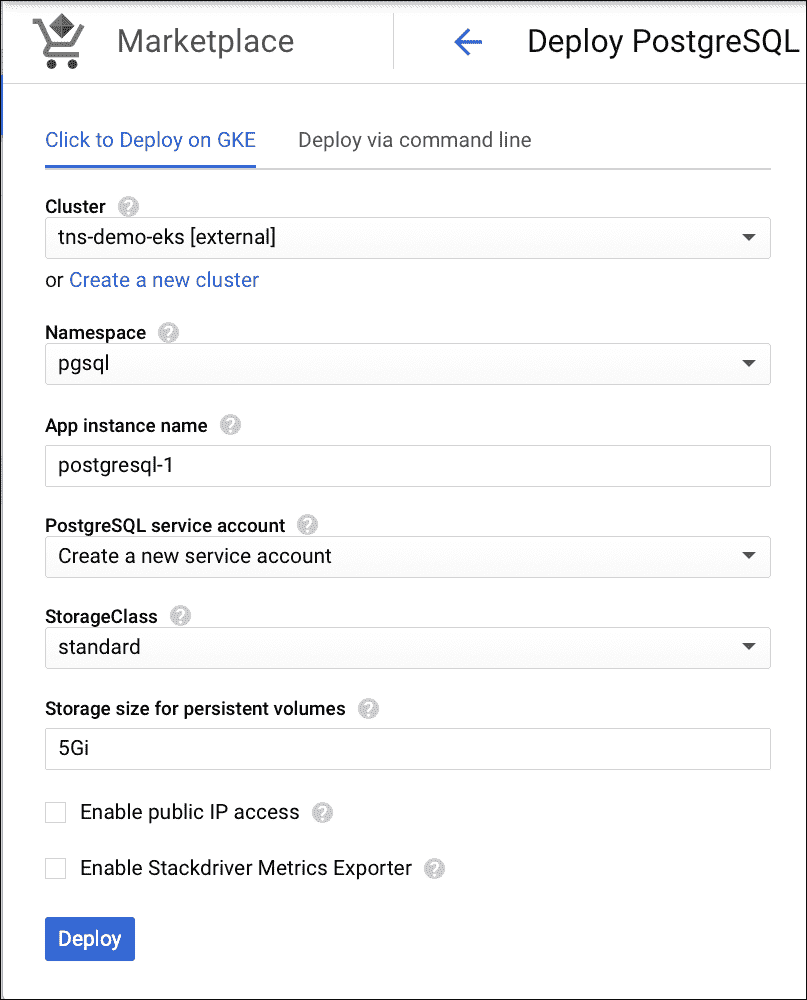 Marketplace
Deploy PostgreSQL
Click to Deploy on GKE
Deploy via command line
Cluster ?
tns-demo-eks [external]
or Create a new cluster
Namespace ?
pgsql
App instance name ?
postgresql-1
PostgreSQL service account ?
Create a new service account
StorageClass ?
standard
Storage size for persistent volumes ?
5Gi
Enable public IP access ?
Enable Stackdriver Metrics Exporter ?
Deploy